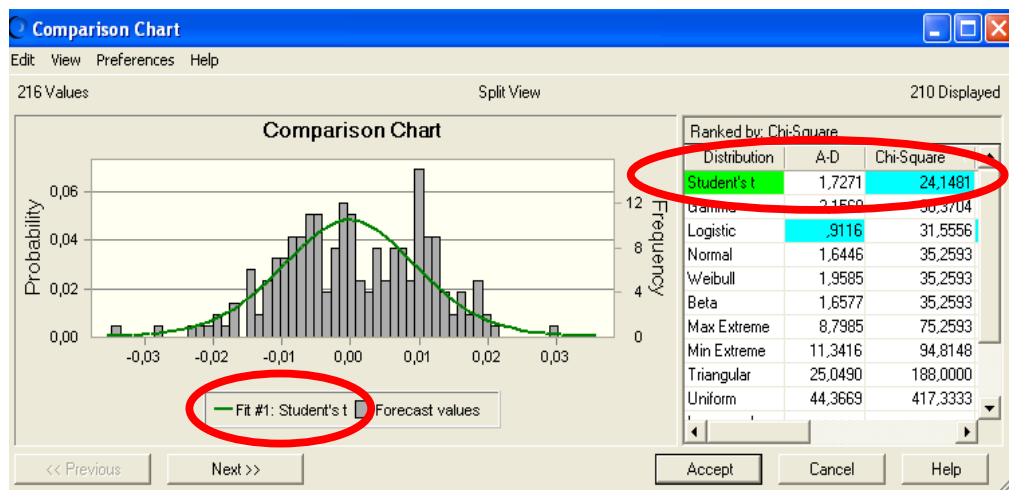 Comparison Chart
Edit View Preferences Help
216 Values Split View 210 Displayed
Comparison Chart
Probability
0,06
0,04
0,02
0,00
-0,03 -0,02 -0,01 0,00 0,01 0,02 0,03
12
8
4
0
Frequency
Fit #1: Student's t Forecast values
Ranked by: Chi-Square
Distribution A-D Chi-Square
Student's t 1,7271 24,1481
Gamma 2,1569 30,3704
Logistic ,9116 31,5556
Normal 1,6446 35,2593
Weibull 1,9585 35,2593
Beta 1,6577 35,2593
Max Extreme 8,7985 75,2593
Min Extreme 11,3416 94,8148
Triangular 25,0490 188,0000
Uniform 44,3669 417,3333
<< Previous Next >> Accept Cancel Help